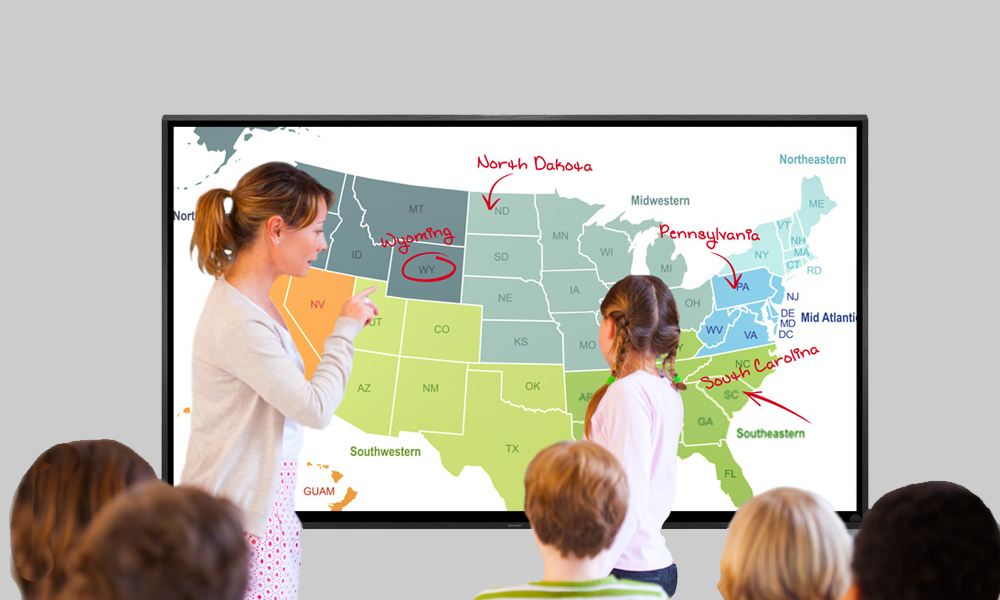 Northeastern
North Dakota
Midwestern
ME
MT
ND
VT
NH
Nort
Wyoming
MN
Pennsylvania
MA
ID
SD
WI
NY
CT
RD
WY
MI
PA
NE
IA
OH
NJ
NV
DE
Mid Atlantic
UT
CO
WV
VA
MD
DC
KS
MO
South Carolina
NC
AZ
NM
OK
SC
GA
Southeastern
Southwestern
TX
FL
GUAM